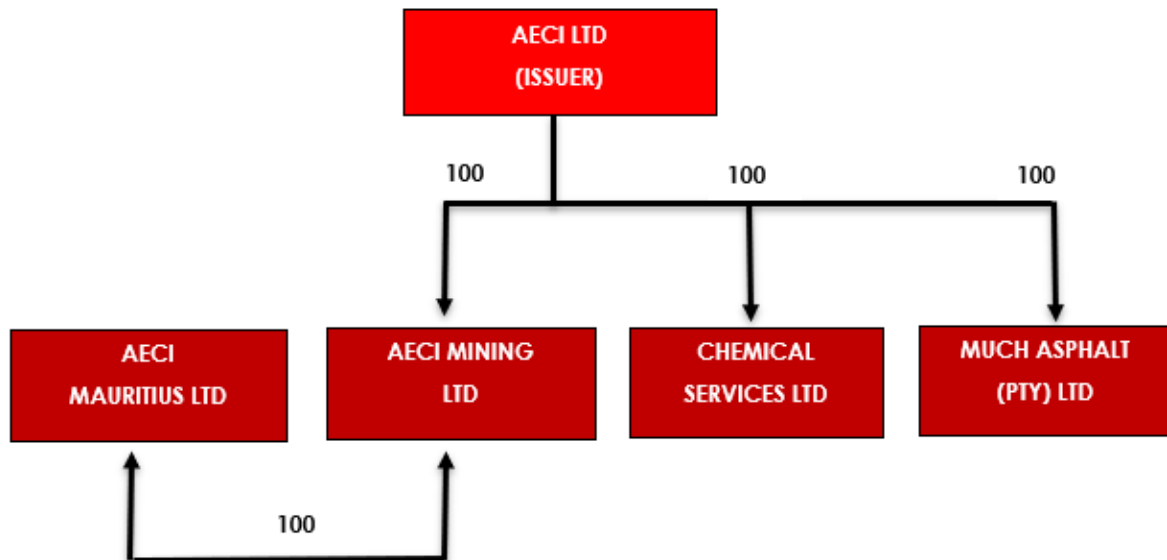 AECI LTD
(ISSUER)
100
100
100
AECI
MAURITIUS LTD
AECI MINING
LTD
CHEMICAL
SERVICES LTD
MUCH ASPHALT
(PTY) LTD
100